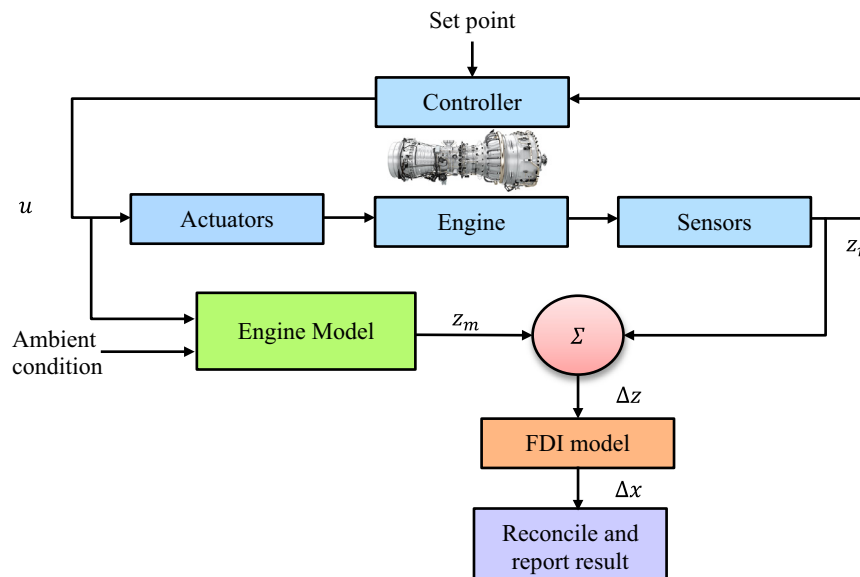 Set point
Controller
u
Actuators
Engine
Sensors
Engine Model
z_m
Σ
Ambient
condition
Δz
FDI model
Δx
Reconcile and
report result